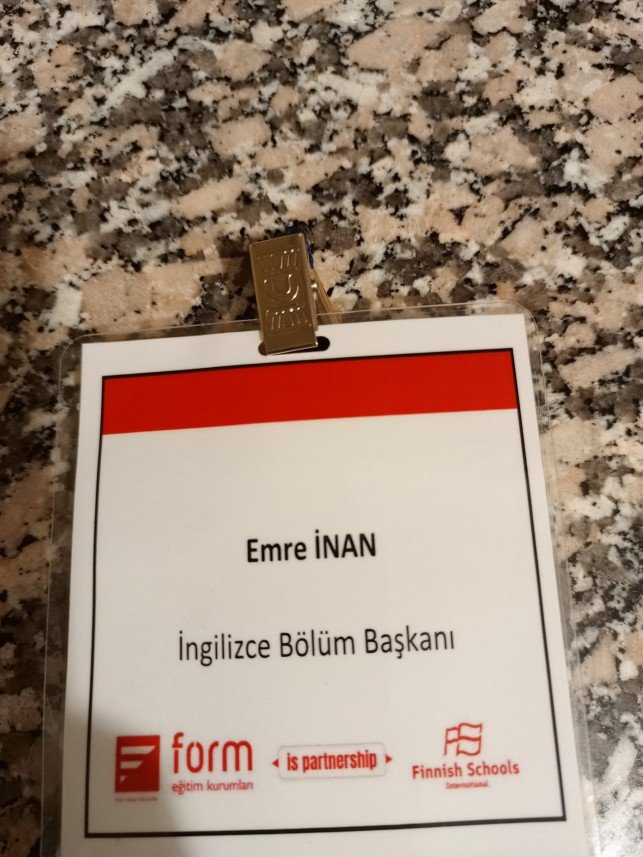 Emre İNAN
İngilizce Bölüm Başkanı
form
eğitim kurumları
is partnership
Finnish Schools
International